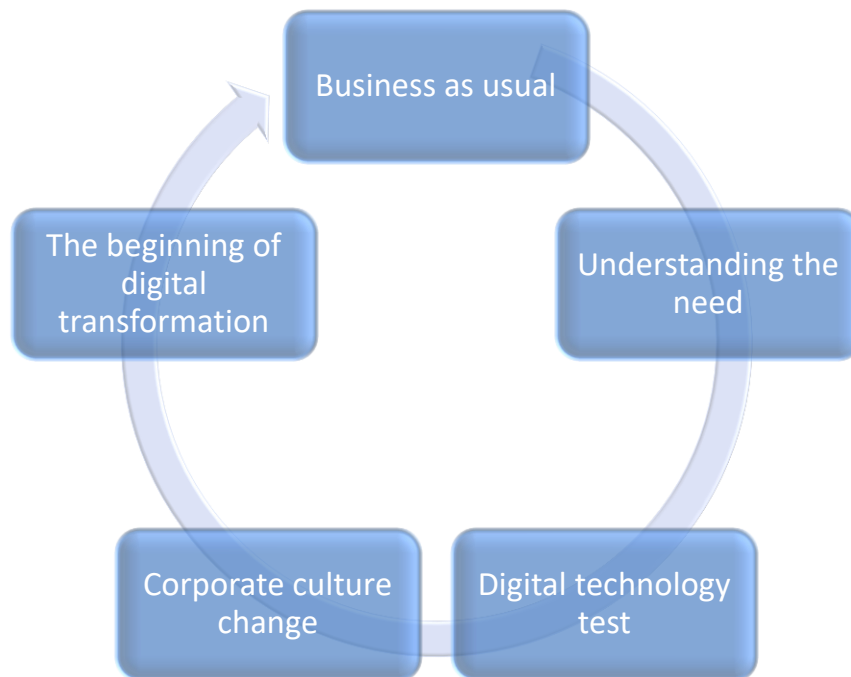 Business as usual
Understanding the
need
Digital technology
test
Corporate culture
change
The beginning of
digital
transformation